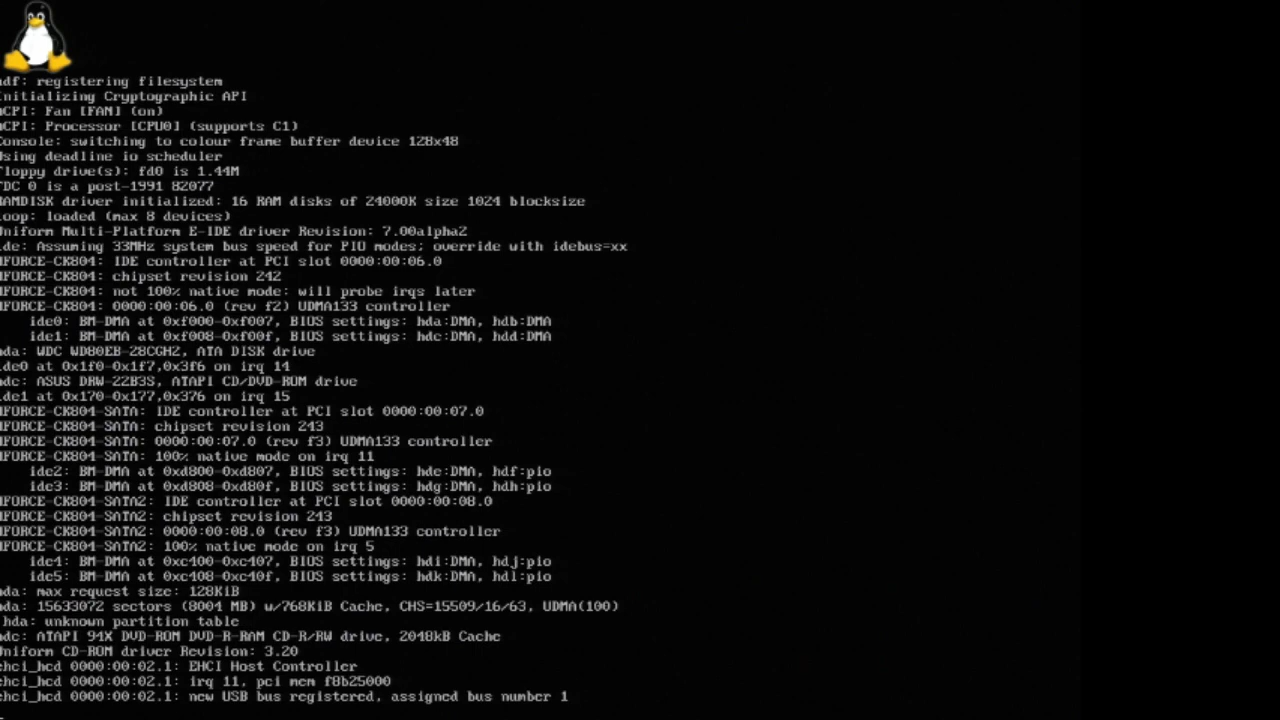 udf: registering filesystem
Initializing Cryptographic API
ACPI: Fan [FAN] (on)
ACPI: Processor [CPU0] (supports C1)
Console: switching to colour frame buffer device 128x48
Using deadline io scheduler
Floppy drive(s): fd0 is 1.44M
FDC 0 is a post-1991 82077
RAMDISK driver initialized: 16 RAM disks of 24000K size 1024 blocksize
loop: loaded (max 8 devices)
Uniform Multi-Platform E-IDE driver Revision: 7.00alpha2
ide: Assuming 33MHz system bus speed for PIO modes; override with idebus=xx
NFORCE-CK804: IDE controller at PCI slot 0000:00:06.0
NFORCE-CK804: chipset revision 242
NFORCE-CK804: not 100% native mode: will probe irqs later
NFORCE-CK804: 0000:00:06.0 (rev f2) UDMA133 controller
ide0: BM-DMA at 0xf000-0xf007, BIOS settings: hda:DMA, hdb:DMA
ide1: BM-DMA at 0xf008-0xf00f, BIOS settings: hdc:DMA, hdd:DMA
hda: WDC WD80EB-28CGH2, ATA DISK drive
ide0 at 0x1f0-0x1f7,0x3f6 on irq 14
hdc: ASUS DRW-22B3S, ATAPI CD/DVD-ROM drive
ide1 at 0x170-0x177,0x376 on irq 15
NFORCE-CK804-SATA: IDE controller at PCI slot 0000:00:07.0
NFORCE-CK804-SATA: chipset revision 243
NFORCE-CK804-SATA: 0000:00:07.0 (rev f3) UDMA133 controller
NFORCE-CK804-SATA: 100% native mode on irq 11
ide2: BM-DMA at 0xd800-0xd807, BIOS settings: hde:DMA, hdf:pio
ide3: BM-DMA at 0xd808-0xd80f, BIOS settings: hdg:DMA, hdh:pio
NFORCE-CK804-SATA2: IDE controller at PCI slot 0000:00:08.0
NFORCE-CK804-SATA2: chipset revision 243
NFORCE-CK804-SATA2: 0000:00:08.0 (rev f3) UDMA133 controller
NFORCE-CK804-SATA2: 100% native mode on irq 5
ide4: BM-DMA at 0xc400-0xc407, BIOS settings: hdi:DMA, hdj:pio
ide5: BM-DMA at 0xc408-0xc40f, BIOS settings: hdk:DMA, hdl:pio
hda: max request size: 128KiB
hda: 15633072 sectors (8004 MB) w/768KiB Cache, CHS=15509/16/63, UDMA(100)
hda: unknown partition table
hdc: ATAPI 94X DVD-ROM DVD-R-RAM CD-R/RW drive, 2048kB Cache
Uniform CD-ROM driver Revision: 3.20
ehci_hcd 0000:00:02.1: EHCI Host Controller
ehci_hcd 0000:00:02.1: irq 11, pci mem f8b25000
ehci_hcd 0000:00:02.1: new USB bus registered, assigned bus number 1